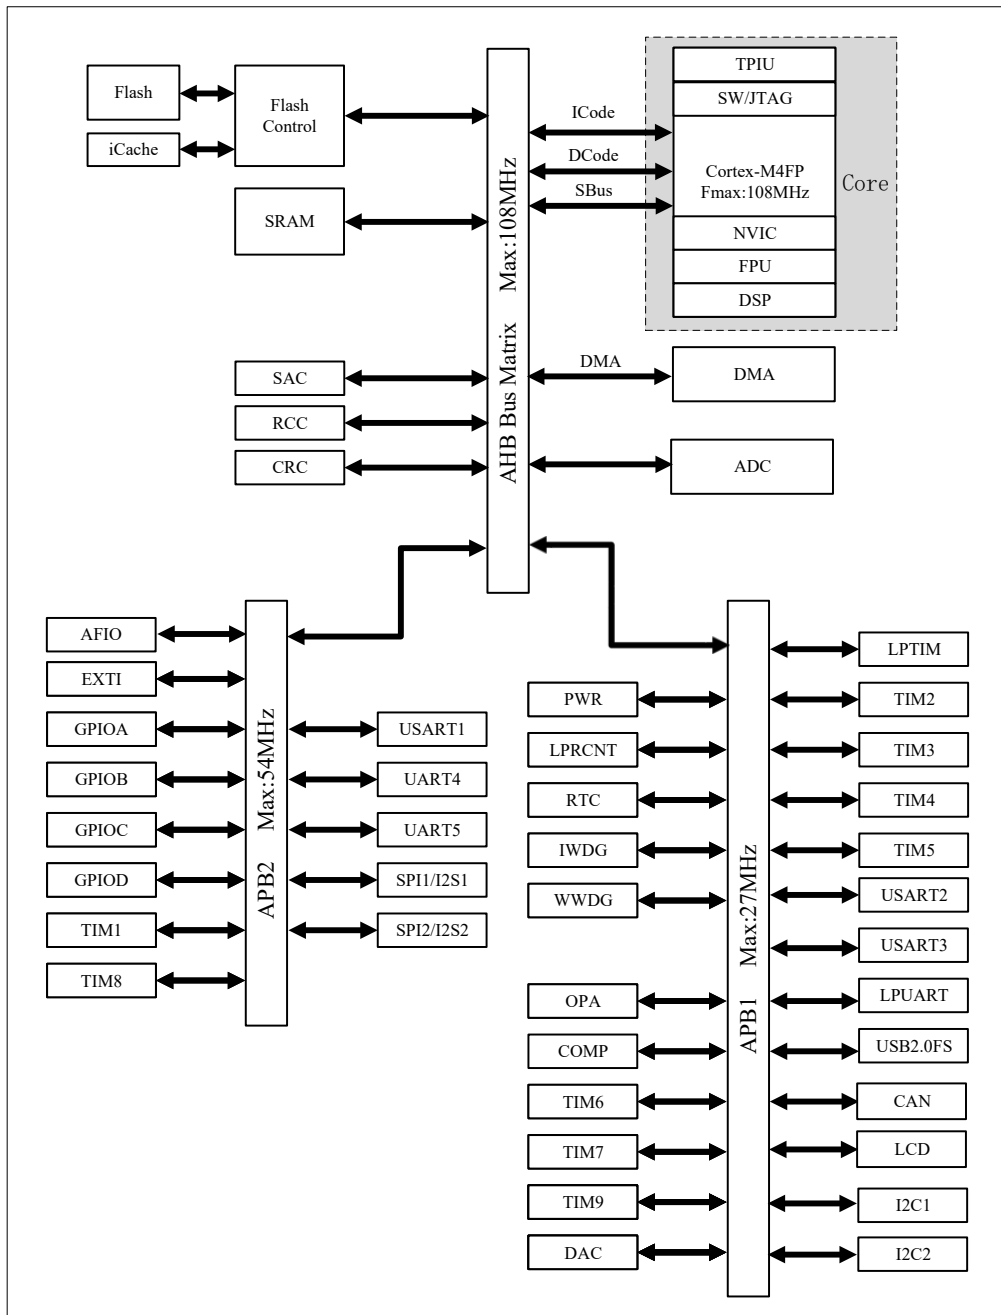 TPIU
Flash
Flash
Control
SW/JTAG
ICode
iCache
DCode
Cortex-M4FP
Fmax:108MHz
Core
SBus
SRAM
NVIC
FPU
DSP
AHB Bus Matrix Max:108MHz
SAC
DMA
DMA
RCC
CRC
ADC
AFIO
EXTI
GPIOA
GPIOB
GPIOC
GPIOD
TIM1
TIM8
APB2 Max:54MHz
USART1
UART4
UART5
SPI1/I2S1
SPI2/I2S2
PWR
LPRCNT
RTC
IWDG
WWDG
OPA
COMP
TIM6
TIM7
TIM9
DAC
APB1 Max:27MHz
LPTIM
TIM2
TIM3
TIM4
TIM5
USART2
USART3
LPUART
USB2.0FS
CAN
LCD
I2C1
I2C2